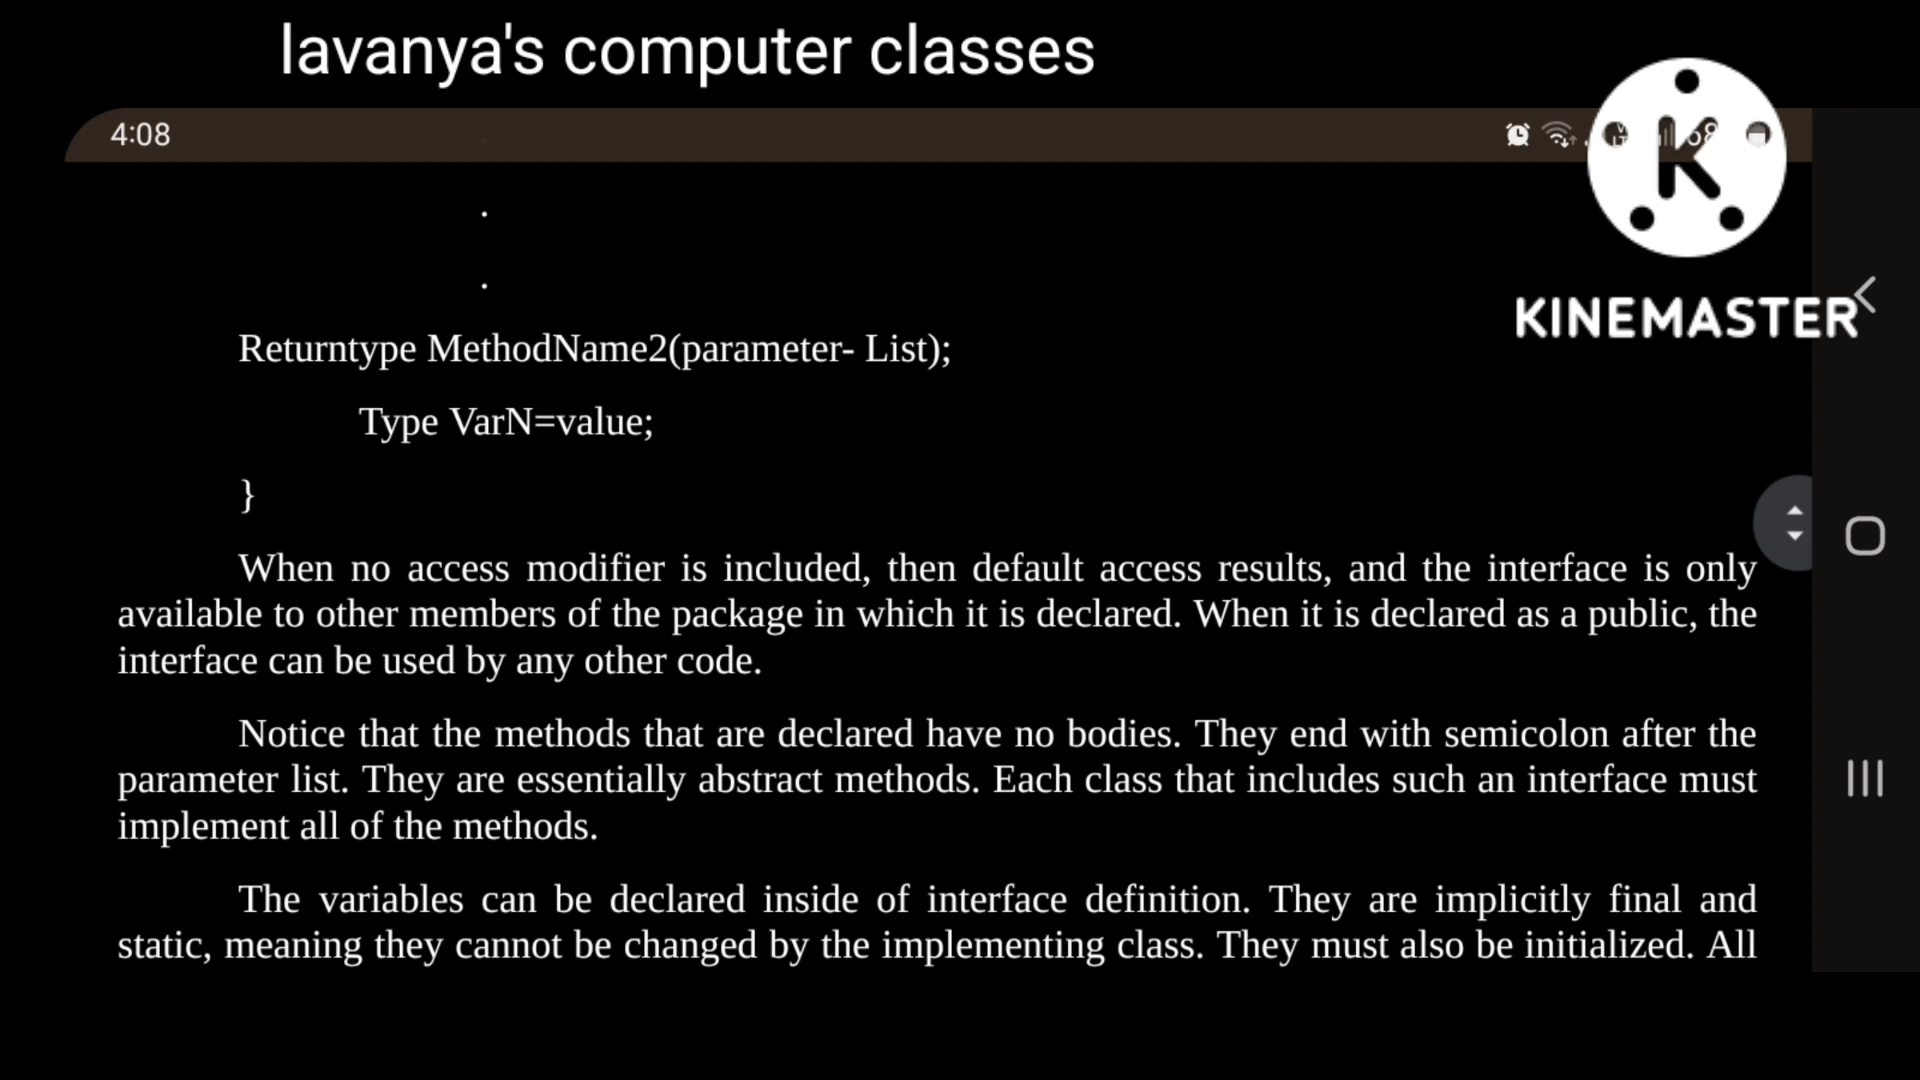 lavanya's computer classes
4:08
.
.
Returntype MethodName2(parameter- List);
Type VarN=value;
}
KINEMASTER
When no access modifier is included, then default access results, and the interface is only
available to other members of the package in which it is declared. When it is declared as a public, the
interface can be used by any other code.
Notice that the methods that are declared have no bodies. They end with semicolon after the
parameter list. They are essentially abstract methods. Each class that includes such an interface must
implement all of the methods.
The variables can be declared inside of interface definition. They are implicitly final and
static, meaning they cannot be changed by the implementing class. They must also be initialized. All